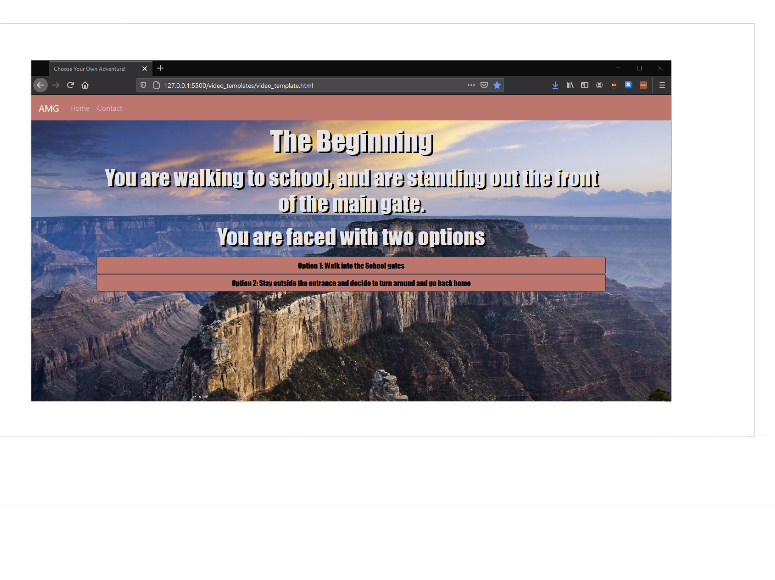 Choose Your Own Adventure!
127.0.0.1:5500/video_templates/video_template.html
AMG Home Contact
The Beginning
You are walking to school, and are standing out the front
of the main gate.
You are faced with two options
Option 1: Walk into the School gates
Option 2: Stay outside the entrance and decide to turn around and go back home